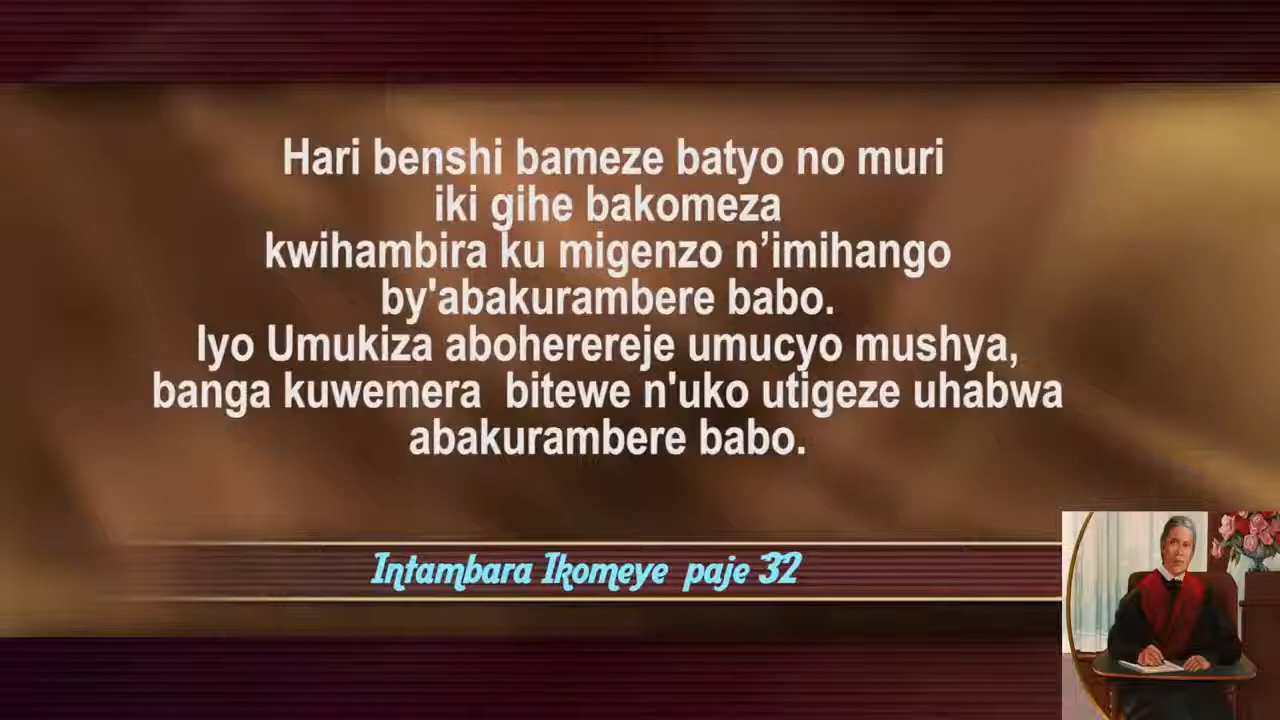 Hari benshi bameze batyo no muri
iki gihe bakomeza
kwihambira ku migenzo n’imihango
by'abakurambere babo.
Iyo Umukiza aboherereje umucyo mushya,
banga kuwemera  bitewe n'uko utigeze uhabwa
abakurambere babo.
Intambara Ikomeye  paje 32